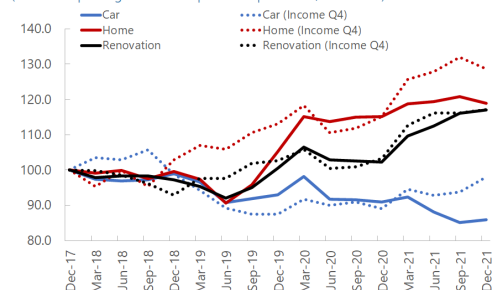 Car
Car (Income Q4)
Home
Home (Income Q4)
Renovation
Renovation (Income Q4)
140.0
130.0
120.0
110.0
100.0
90.0
80.0
Dec-17
Mar-18
Jun-18
Sep-18
Dec-18
Mar-19
Jun-19
Sep-19
Dec-19
Mar-20
Jun-20
Sep-20
Dec-20
Mar-21
Jun-21
Sep-21
Dec-21